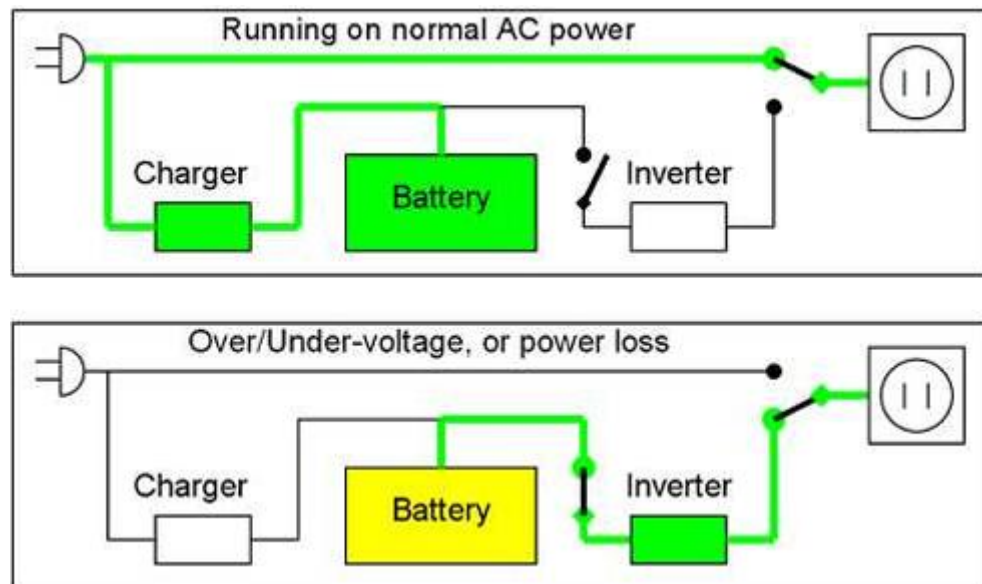 Running on normal AC power
Charger
Battery
Inverter
Over/Under-voltage, or power loss
Charger
Battery
Inverter